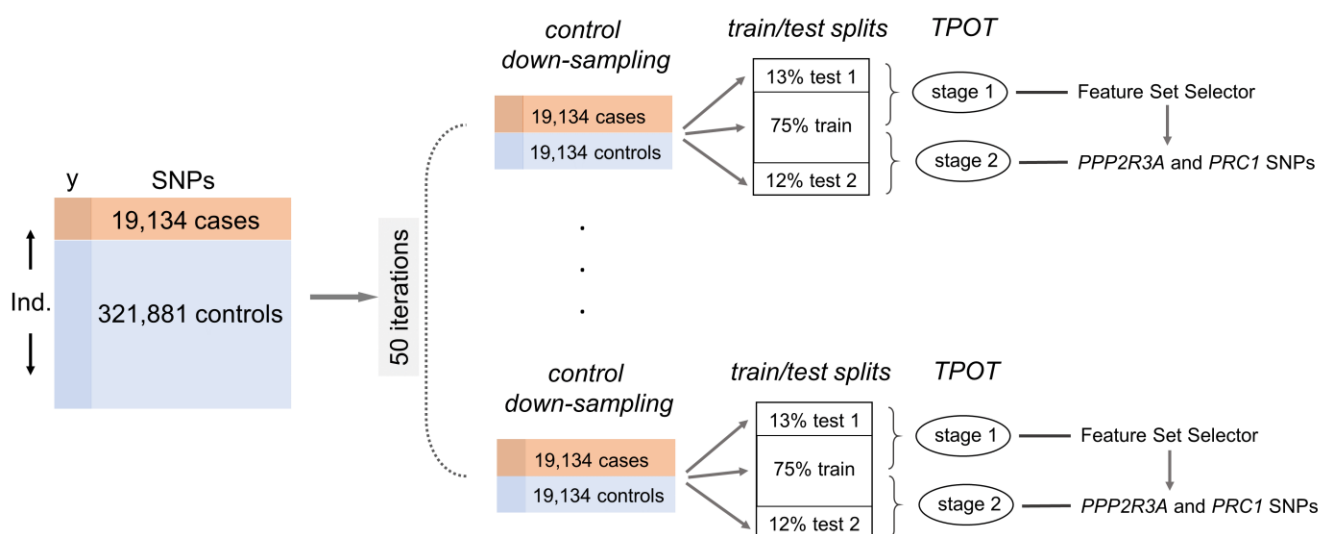 y
SNPs
19,134 cases
321,881 controls
Ind.
50 iterations
control
down-sampling
19,134 cases
19,134 controls
train/test splits
13% test 1
75% train
12% test 2
TPOT
stage 1
Feature Set Selector
stage 2
PPP2R3A and PRC1 SNPs
control
down-sampling
19,134 cases
19,134 controls
train/test splits
13% test 1
75% train
12% test 2
TPOT
stage 1
Feature Set Selector
stage 2
PPP2R3A and PRC1 SNPs